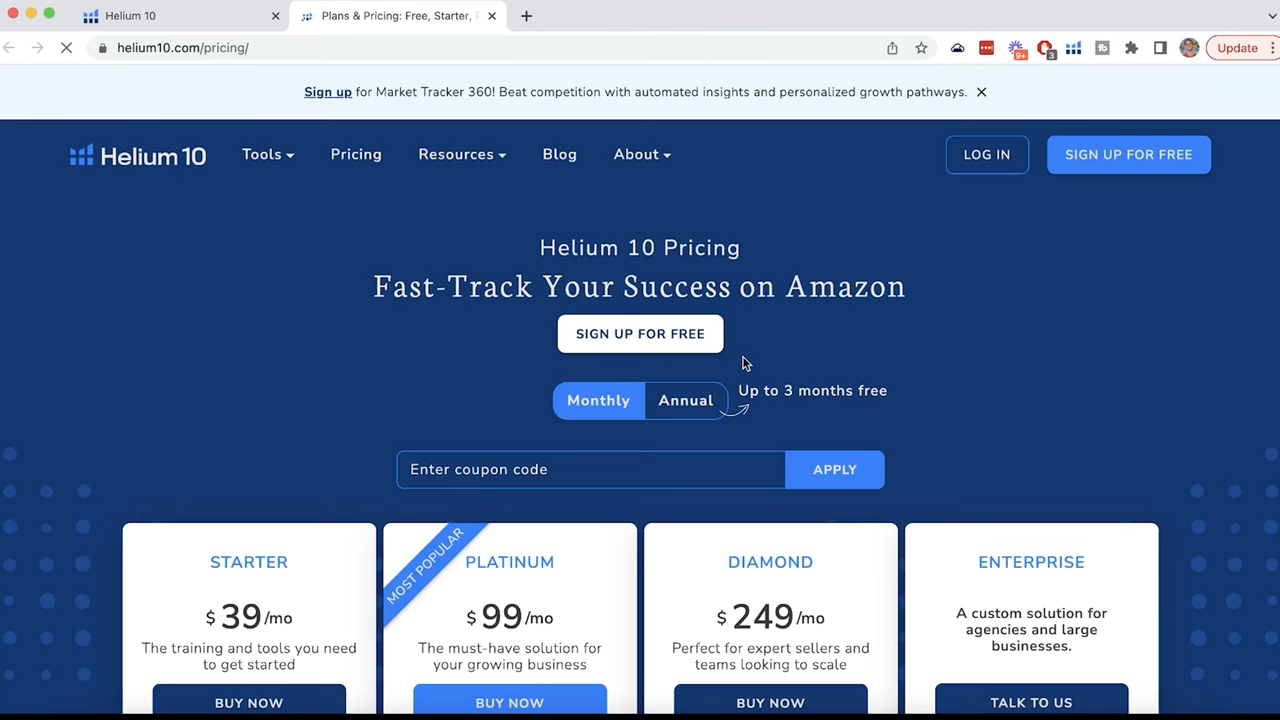 Helium 10
Plans & Pricing: Free, Starter,
helium10.com/pricing/
9+
3
Update
Sign up for Market Tracker 360! Beat competition with automated insights and personalized growth pathways.
Helium 10
Tools
Pricing
Resources
Blog
About
LOG IN
SIGN UP FOR FREE
Helium 10 Pricing
Fast-Track Your Success on Amazon
SIGN UP FOR FREE
Monthly
Annual
Up to 3 months free
Enter coupon code
APPLY
STARTER
$ 39/mo
The training and tools you need
to get started
BUY NOW
MOST POPULAR
PLATINUM
$ 99/mo
The must-have solution for
your growing business
BUY NOW
DIAMOND
$ 249/mo
Perfect for expert sellers and
teams looking to scale
BUY NOW
ENTERPRISE
A custom solution for
agencies and large
businesses.
TALK TO US